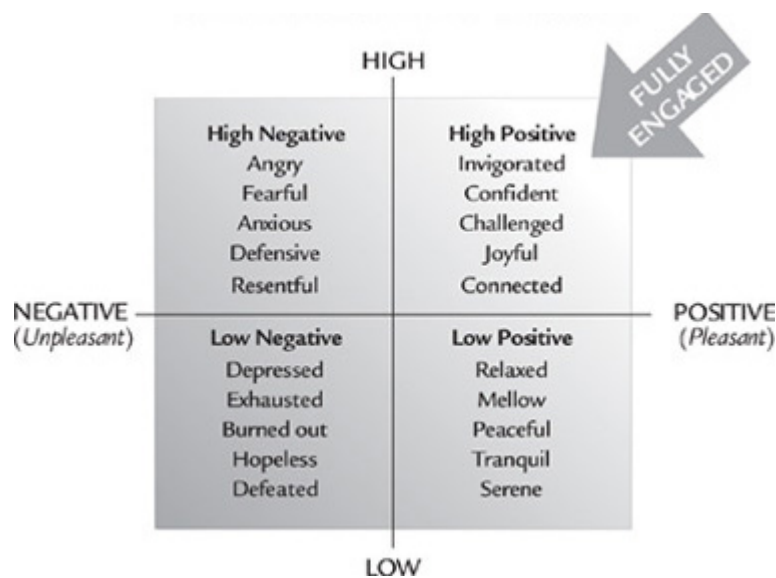 HIGH
FULLY
ENGAGED
High Negative
Angry
Fearful
Anxious
Defensive
Resentful
High Positive
Invigorated
Confident
Challenged
Joyful
Connected
NEGATIVE
(Unpleasant)
POSITIVE
(Pleasant)
Low Negative
Depressed
Exhausted
Burned out
Hopeless
Defeated
Low Positive
Relaxed
Mellow
Peaceful
Tranquil
Serene
LOW